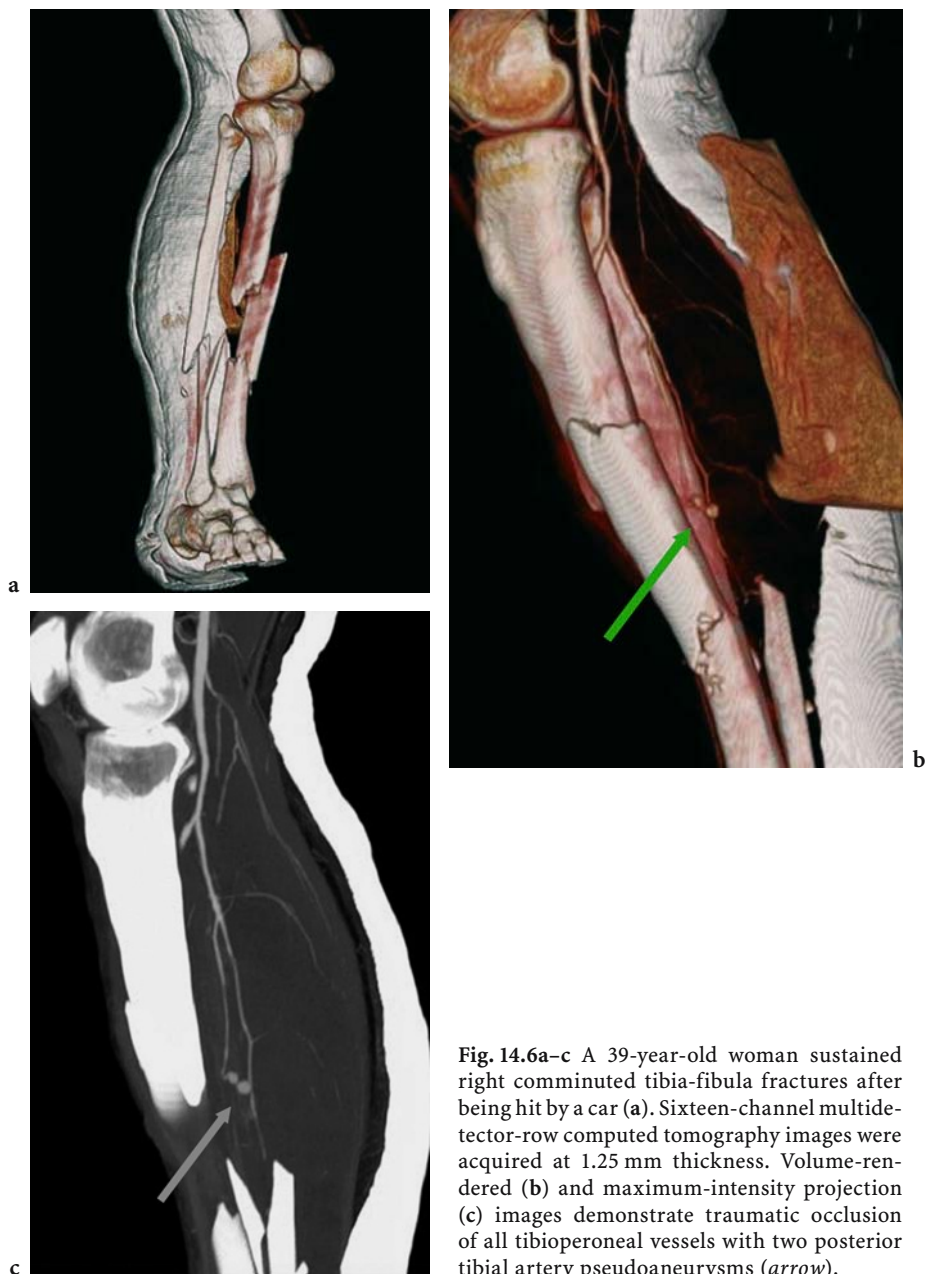 a
b
c
Fig. 14.6a–c A 39-year-old woman sustained
right comminuted tibia-fibula fractures after
being hit by a car (a). Sixteen-channel multide-
tector-row computed tomography images were
acquired at 1.25 mm thickness. Volume-ren-
dered (b) and maximum-intensity projection
(c) images demonstrate traumatic occlusion
of all tibioperoneal vessels with two posterior
tibial artery pseudoaneurysms (arrow).